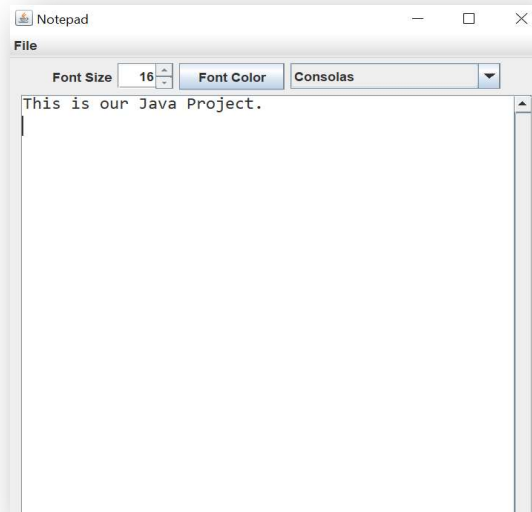 Notepad
File
Font Size 16 Font Color Consolas
This is our Java Project.